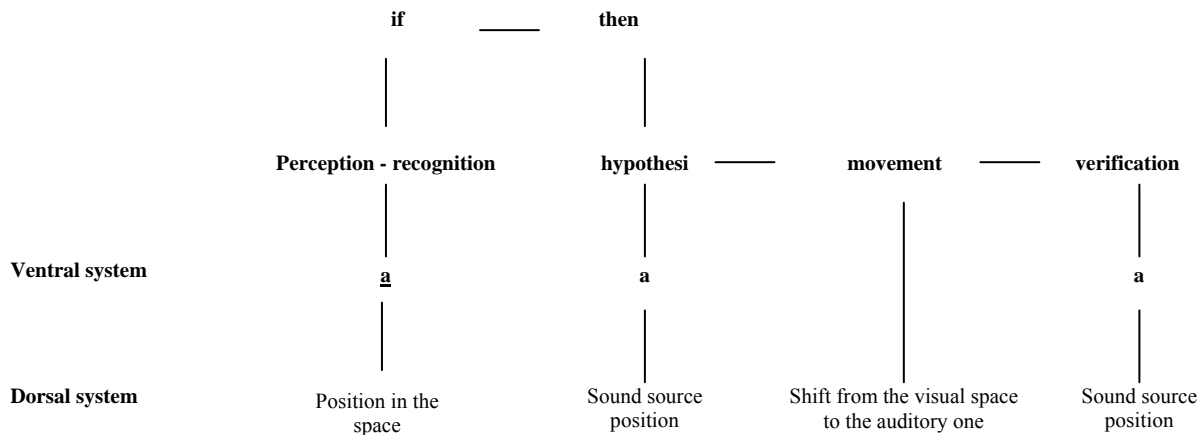 if then
Perception - recognition hypothesi movement verification
Ventral system a a a
Dorsal system Position in the space Sound source position Shift from the visual space to the auditory one Sound source position